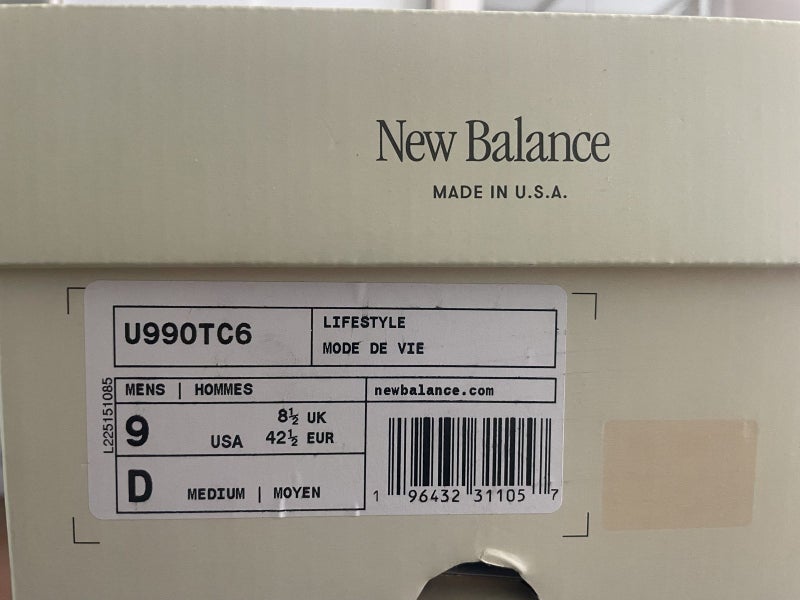 New Balance
MADE IN U.S.A.
U990TC6
LIFESTYLE
MODE DE VIE
MENS | HOMMES
newbalance.com
L225151085
9 USA 8½ UK
42½ EUR
D MEDIUM | MOYEN
1 96432 31105 7